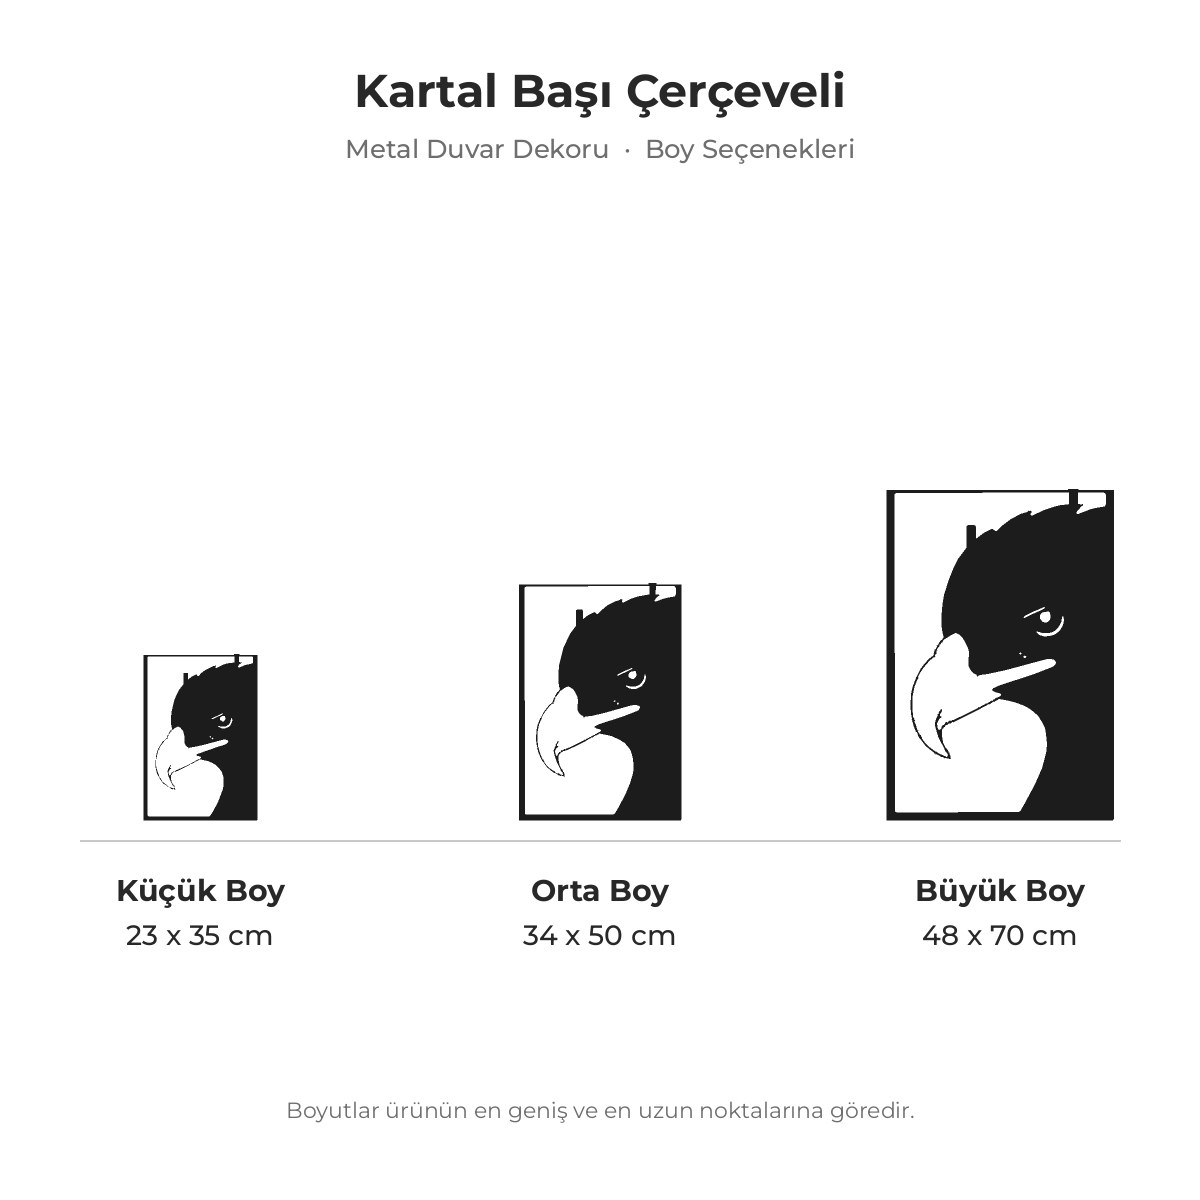 Kartal Başı Çerçeveli
Metal Duvar Dekoru · Boy Seçenekleri
Küçük Boy
23 x 35 cm
Orta Boy
34 x 50 cm
Büyük Boy
48 x 70 cm
Boyutlar ürünün en geniş ve en uzun noktalarına göredir.